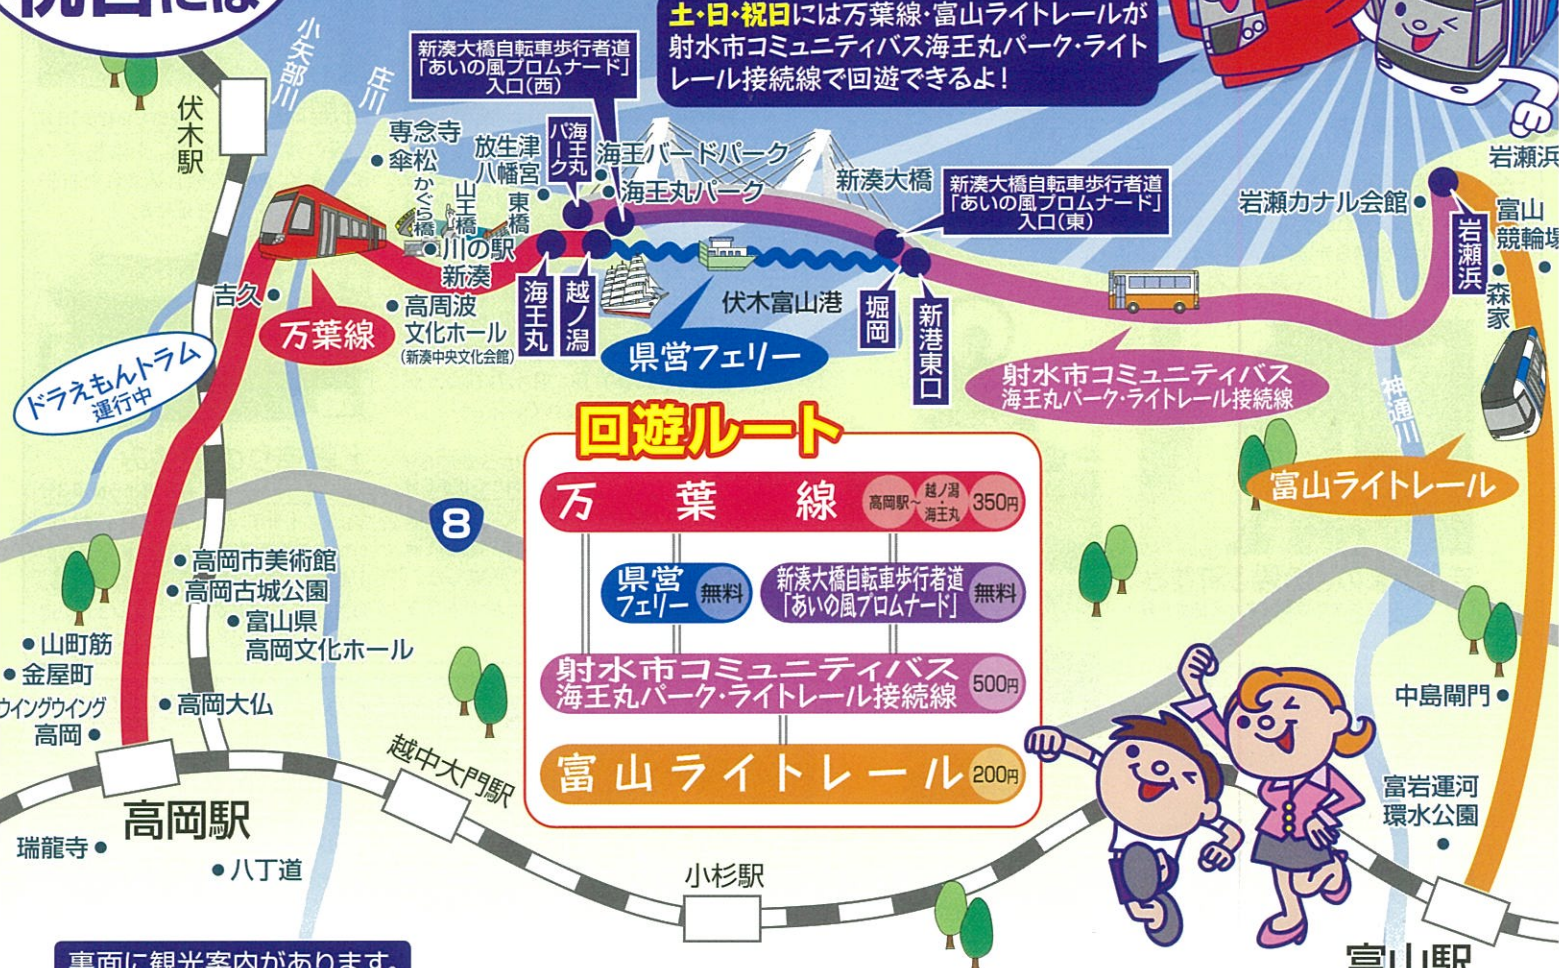 祝日には
土・日・祝日には万葉線・富山ライトレールが
射水市コミュニティバス海王丸パーク・ライト
レール接続線で回遊できるよ!
小矢部川
庄川
新湊大橋自転車歩行者道
「あいの風プロムナード」
入口(西)
伏木駅
専念寺
傘松
かぐら橋
山王橋
放生津
八幡宮
東橋
海王丸
パーク
海王バードパーク
海王丸パーク
新湊大橋
新湊大橋自転車歩行者道
「あいの風プロムナード」
入口(東)
岩瀬浜
岩瀬カナル会館
岩瀬浜
富山
競輪場
森家
川の駅
新湊
吉久
万葉線
高周波
文化ホール
(新湊中央文化会館)
海王丸
越ノ潟
伏木富山港
県営フェリー
堀岡
新港東口
射水市コミュニティバス
海王丸パーク・ライトレール接続線
神通川
富山ライトレール
ドラえもんトラム
運行中
8
回遊ルート
万葉線
高岡駅~
越ノ潟
・
海王丸
350円
県営
フェリー
無料
新湊大橋自転車歩行者道
「あいの風プロムナード」
無料
射水市コミュニティバス
海王丸パーク・ライトレール接続線
500円
富山ライトレール
200円
高岡市美術館
高岡古城公園
富山県
高岡文化ホール
山町筋
金屋町
ウイングウイング
高岡
高岡大仏
高岡駅
瑞龍寺
八丁道
越中大門駅
小杉駅
中島閘門
富岩運河
環水公園
富山駅
裏面に観光案内があります。